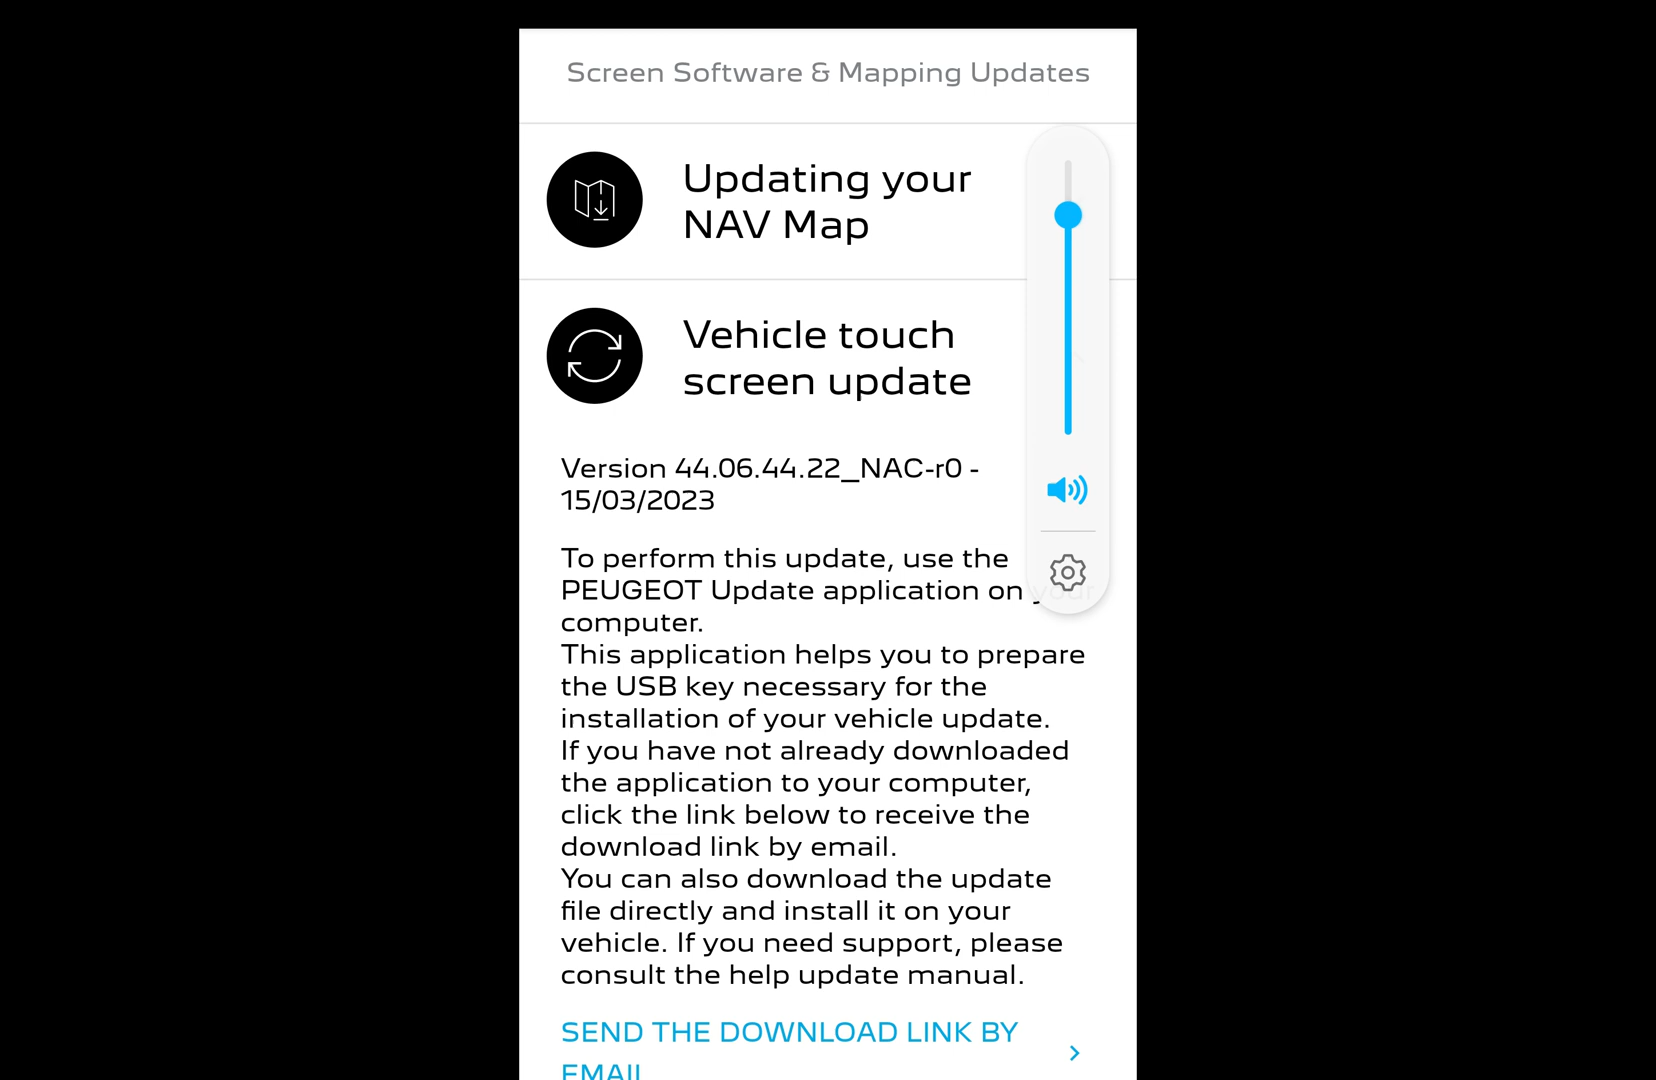 Screen Software & Mapping Updates
Updating your
NAV Map
Vehicle touch
screen update
Version 44.06.44.22_NAC-r0 -
15/03/2023
To perform this update, use the
PEUGEOT Update application on your
computer.
This application helps you to prepare
the USB key necessary for the
installation of your vehicle update.
If you have not already downloaded
the application to your computer,
click the link below to receive the
download link by email.
You can also download the update
file directly and install it on your
vehicle. If you need support, please
consult the help update manual.
SEND THE DOWNLOAD LINK BY
EMAIL